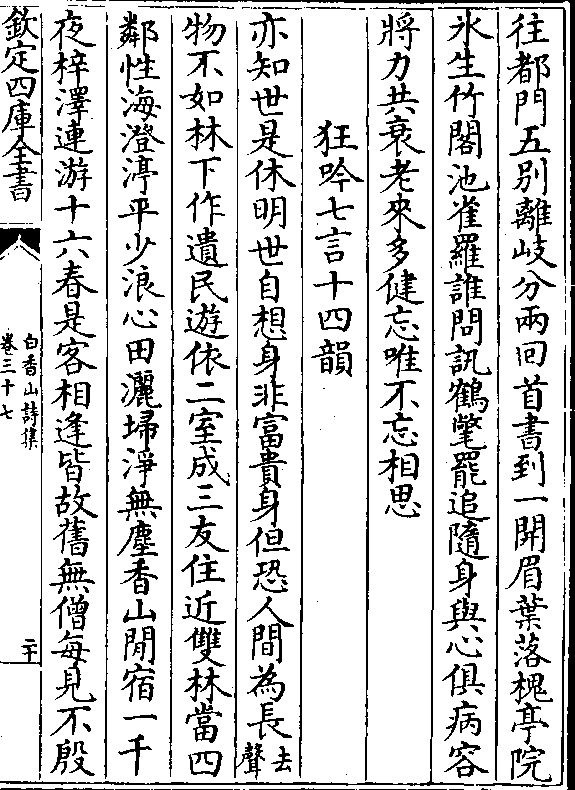 往都門五別離岐分兩回首書到一開眉葉落槐亭院
氷生竹閣池雀羅誰問訊鶴氅罷追隨身與心俱病容
將力共衰老來多健忘唯不忘相思
狂吟七言十四韻
亦知世是休明世自想身非富貴身但恐人間為長去聲
物不如林下作遺民遊依二室成三友住近雙林當四
鄰性海澄渟平少浪心田灑埽淨無塵香山閒宿一千
夜梓澤連游十六春是客相逢皆故舊無僧每見不殷
欽定四庫全書
白香山詩集
卷三十七
二十